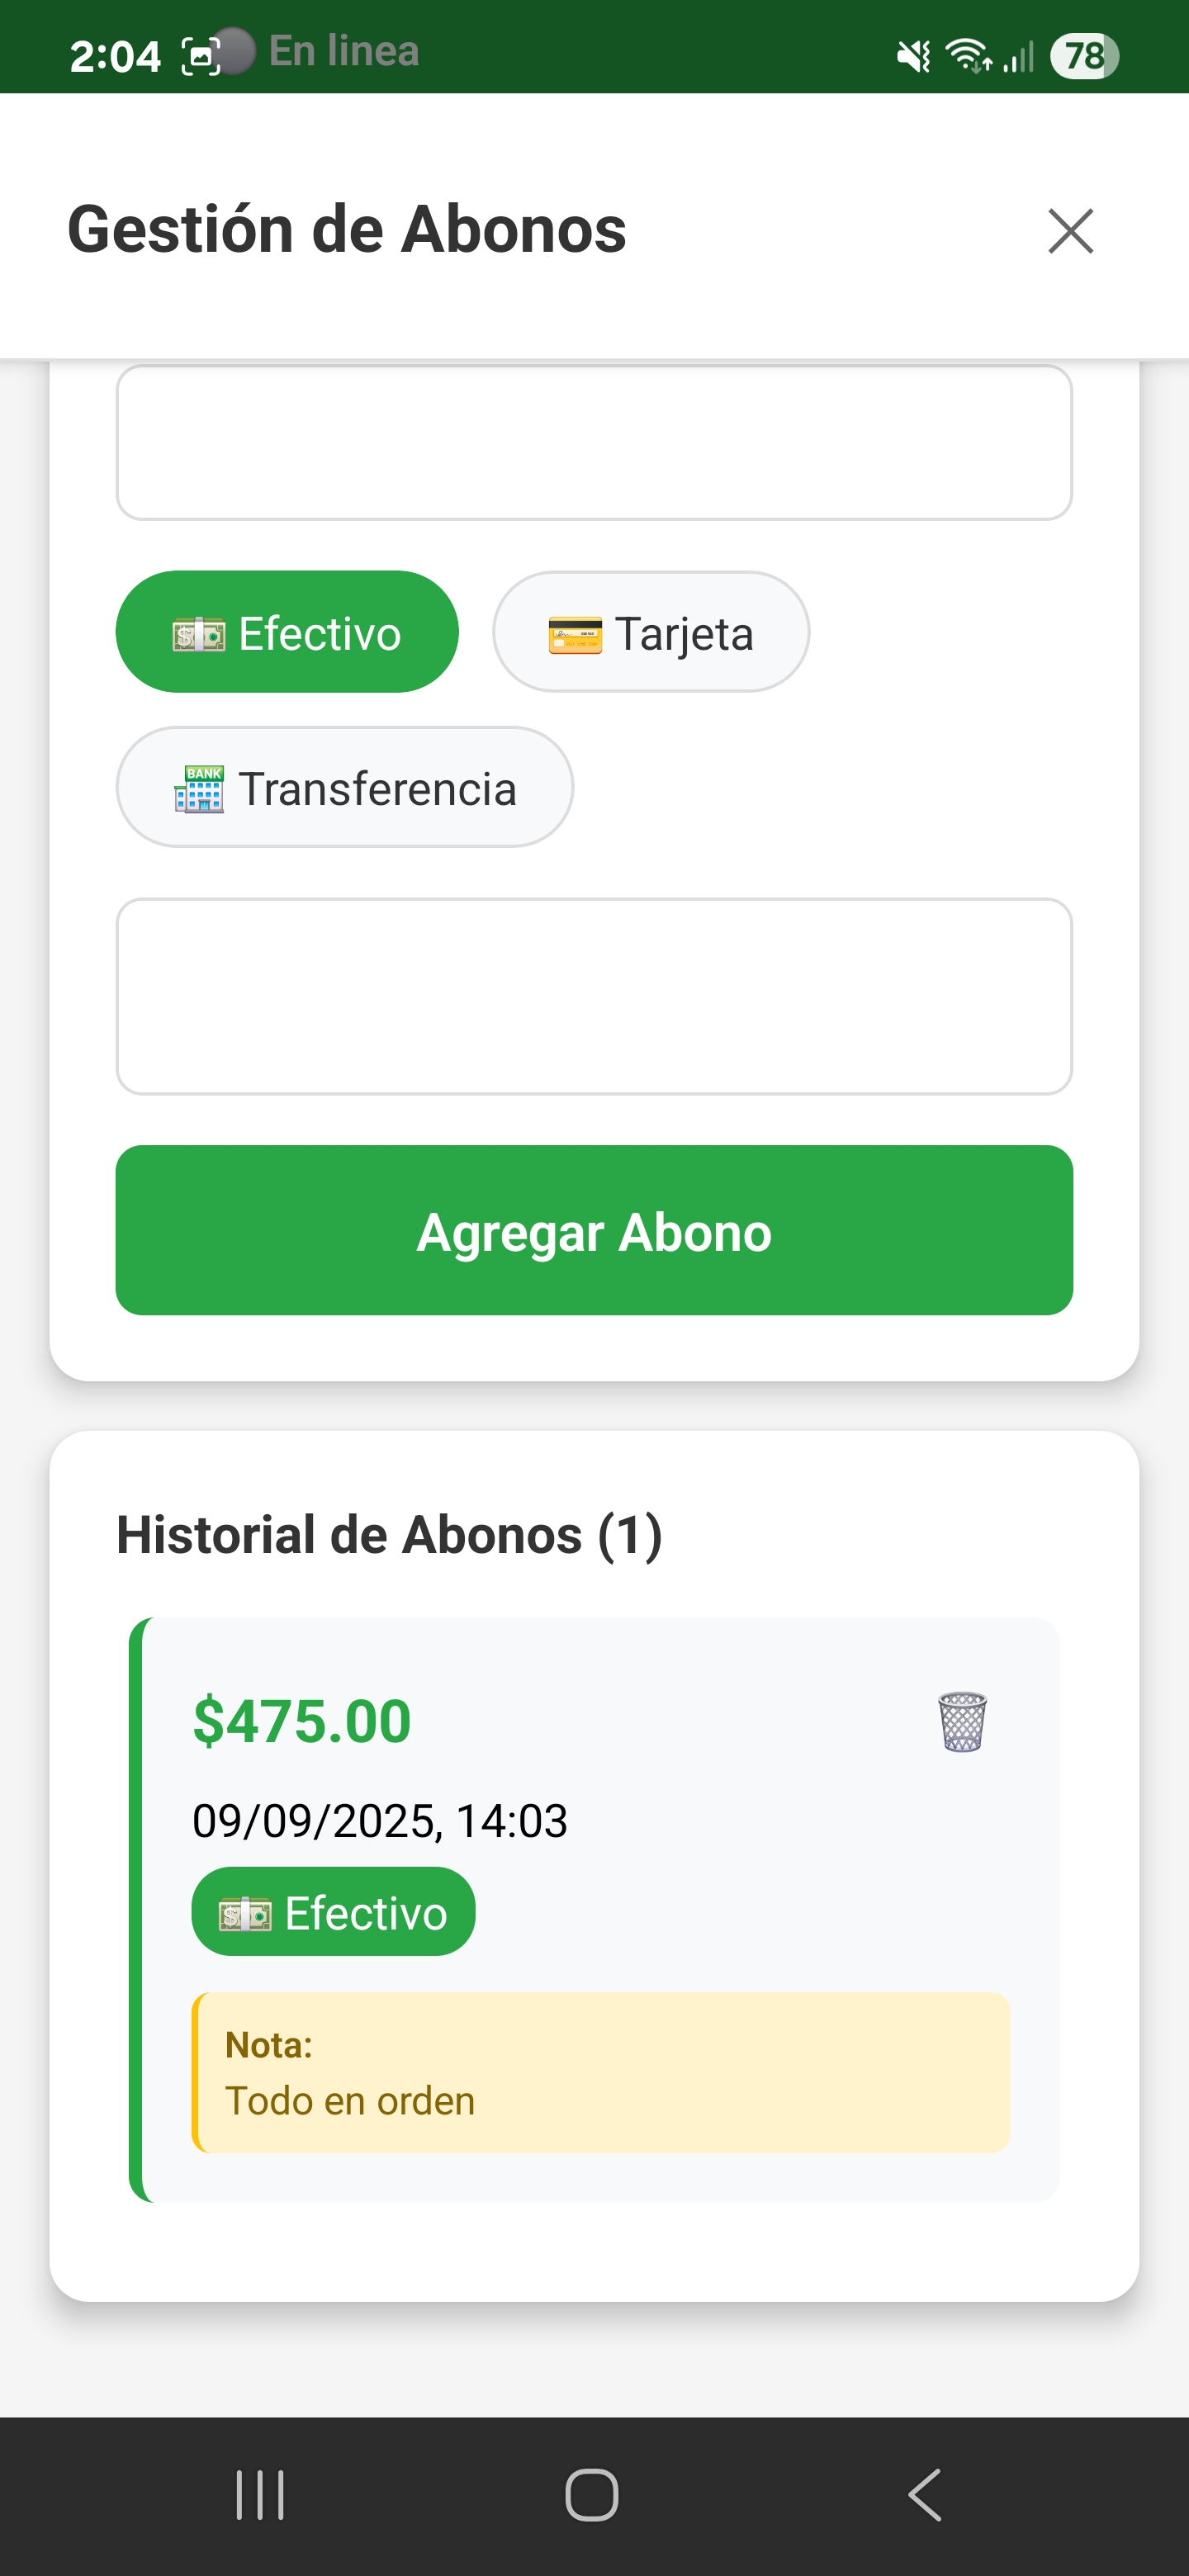 2:04 En linea 78
Gestión de Abonos
💵 Efectivo
💳 Tarjeta
🏦 Transferencia
Agregar Abono
Historial de Abonos (1)
$475.00
09/09/2025, 14:03
💵 Efectivo
Nota:
Todo en orden